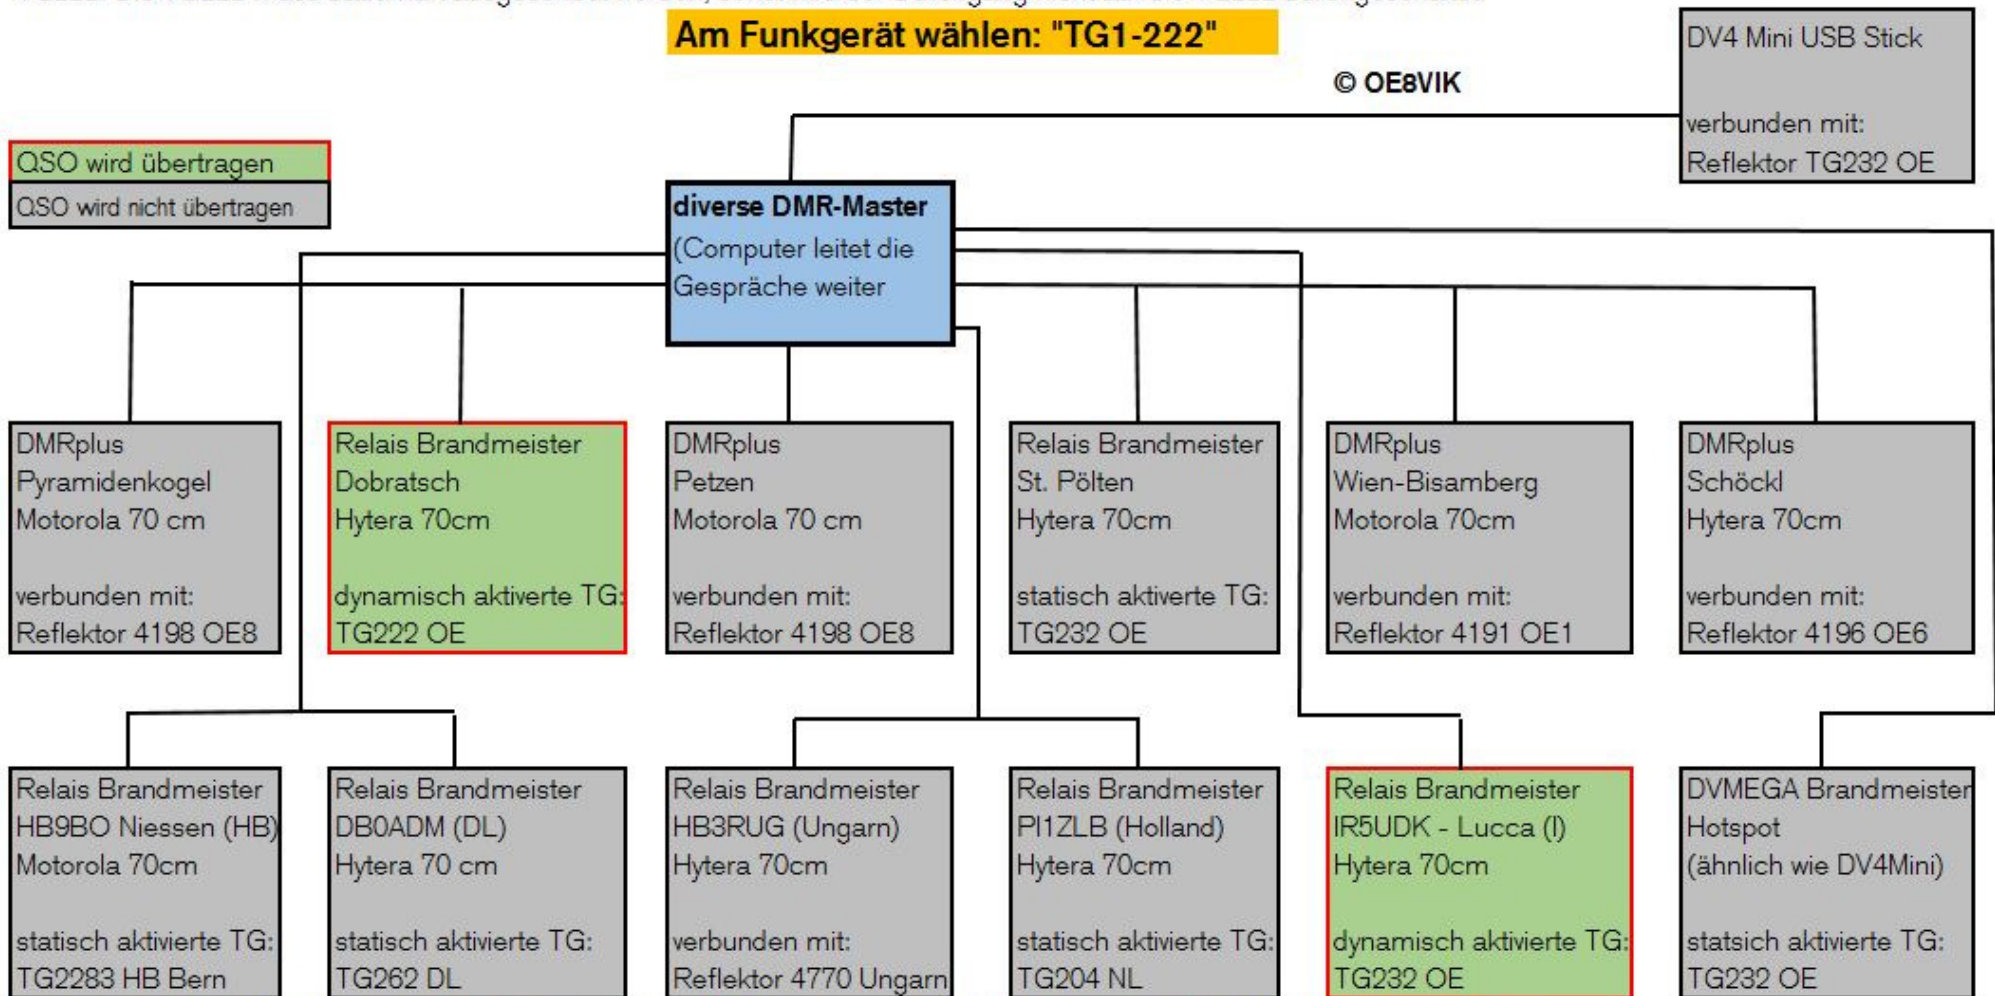 Am Funkgerät wählen: "TG1-222"
© OE8VIK
DV4 Mini USB Stick
verbunden mit:
Reflektor TG232 OE
QSO wird übertragen
QSO wird nicht übertragen
diverse DMR-Master
(Computer leitet die
Gespräche weiter
DMRplus
Pyramidenkogel
Motorola 70 cm
verbunden mit:
Reflektor 4198 OE8
Relais Brandmeister
Dobratsch
Hytera 70cm
dynamisch aktiverte TG:
TG222 OE
DMRplus
Petzen
Motorola 70 cm
verbunden mit:
Reflektor 4198 OE8
Relais Brandmeister
St. Pölten
Hytera 70cm
statisch aktiverte TG:
TG232 OE
DMRplus
Wien-Bisamberg
Motorola 70cm
verbunden mit:
Reflektor 4191 OE1
DMRplus
Schöckl
Hytera 70cm
verbunden mit:
Reflektor 4196 OE6
Relais Brandmeister
HB9BO Niessen (HB)
Motorola 70cm
statisch aktivierte TG:
TG2283 HB Bern
Relais Brandmeister
DB0ADM (DL)
Hytera 70 cm
statisch aktivierte TG:
TG262 DL
Relais Brandmeister
HB3RUG (Ungarn)
Hytera 70cm
verbunden mit:
Reflektor 4770 Ungarn
Relais Brandmeister
PI1ZLB (Holland)
Hytera 70cm
statisch aktivierte TG:
TG204 NL
Relais Brandmeister
IR5UDK - Lucca (I)
Hytera 70cm
dynamisch aktivierte TG:
TG232 OE
DVMEGA Brandmeister
Hotspot
(ähnlich wie DV4Mini)
statsich aktivierte TG:
TG232 OE